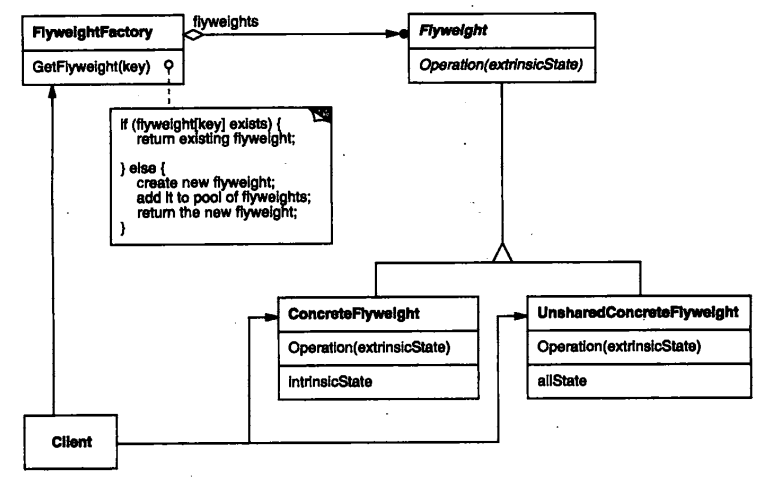 flyweights
FlyweightFactory
GetFlyweight(key)
Flyweight
Operation(extrinsicState)
if (flyweight[key] exists) {
return existing flyweight;
} else {
create new flyweight;
add it to pool of flyweights;
return the new flyweight;
}
ConcreteFlyweight
Operation(extrinsicState)
intrinsicState
UnsharedConcreteFlyweight
Operation(extrinsicState)
allState
Client